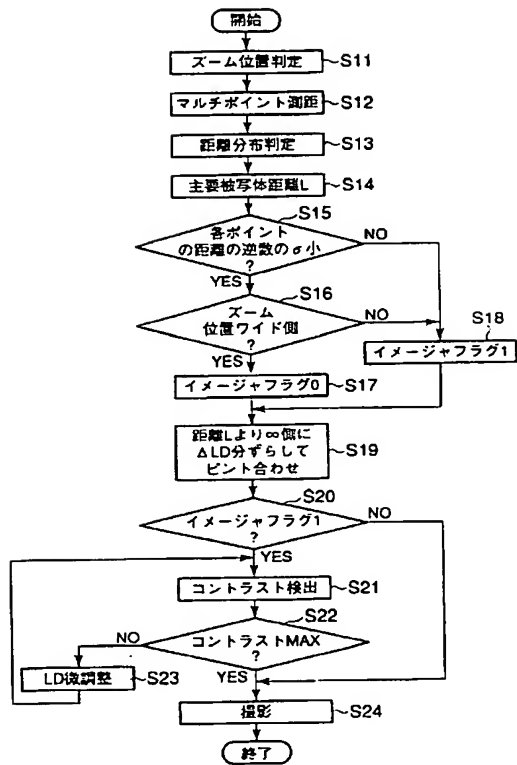 開始
ズーム位置判定
S11
マルチポイント測距
S12
距離分布判定
S13
主要被写体距離L
S14
S15
各ポイント
の距離の逆数のσ小
?
NO
YES
S16
ズーム
位置ワイド側
?
NO
YES
S18
イメージャフラグ1
イメージャフラグ0
S17
距離Lより∞側に
ΔLD分ずらして
ピント合わせ
S19
S20
イメージャフラグ1
?
NO
YES
コントラスト検出
S21
S22
コントラストMAX
?
NO
YES
LD微調整
S23
撮影
S24
終了